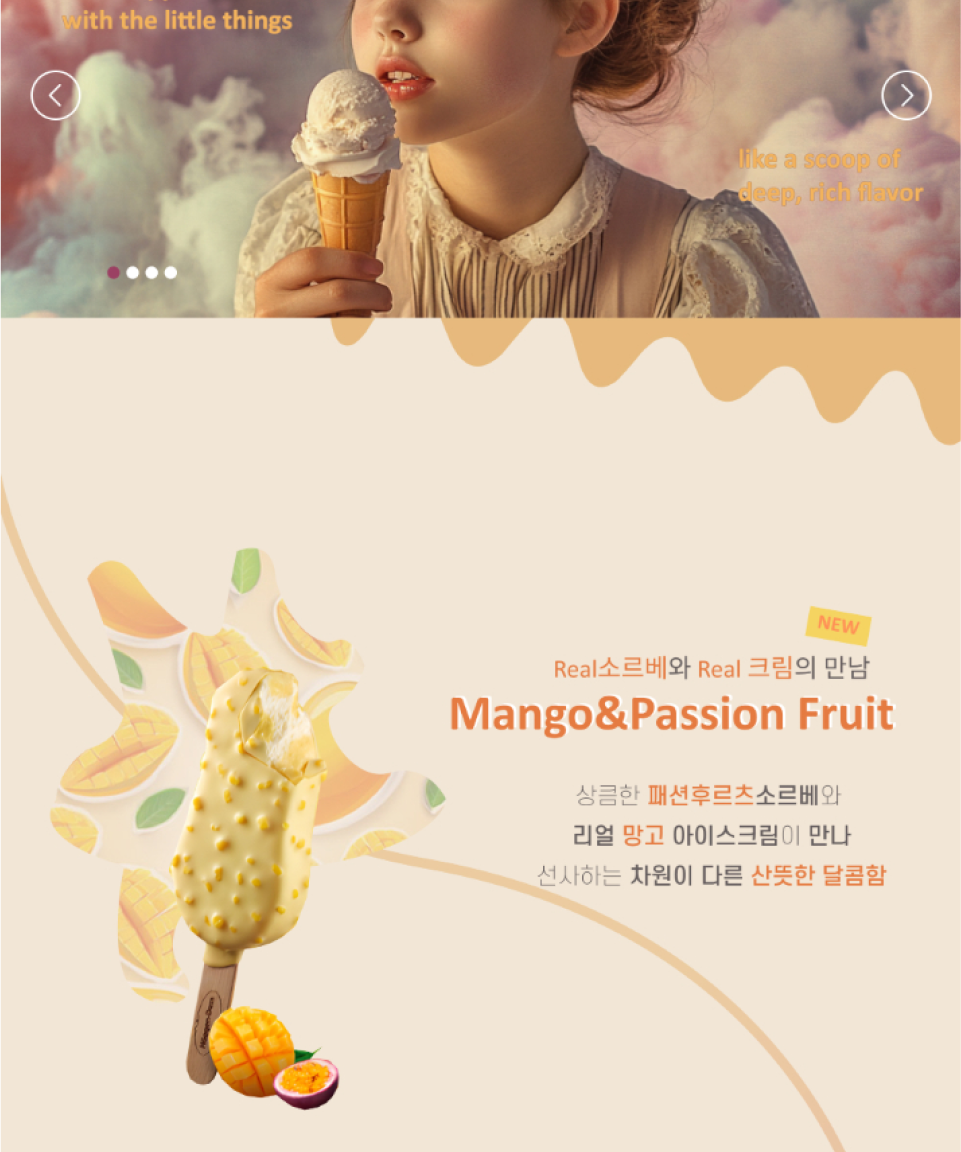 with the little things
like a scoop of
deep, rich flavor
NEW
Real소르베와 Real 크림의 만남
Mango&Passion Fruit
상큼한 패션후르츠소르베와
리얼 망고 아이스크림이 만나
선사하는 차원이 다른 산뜻한 달콤함